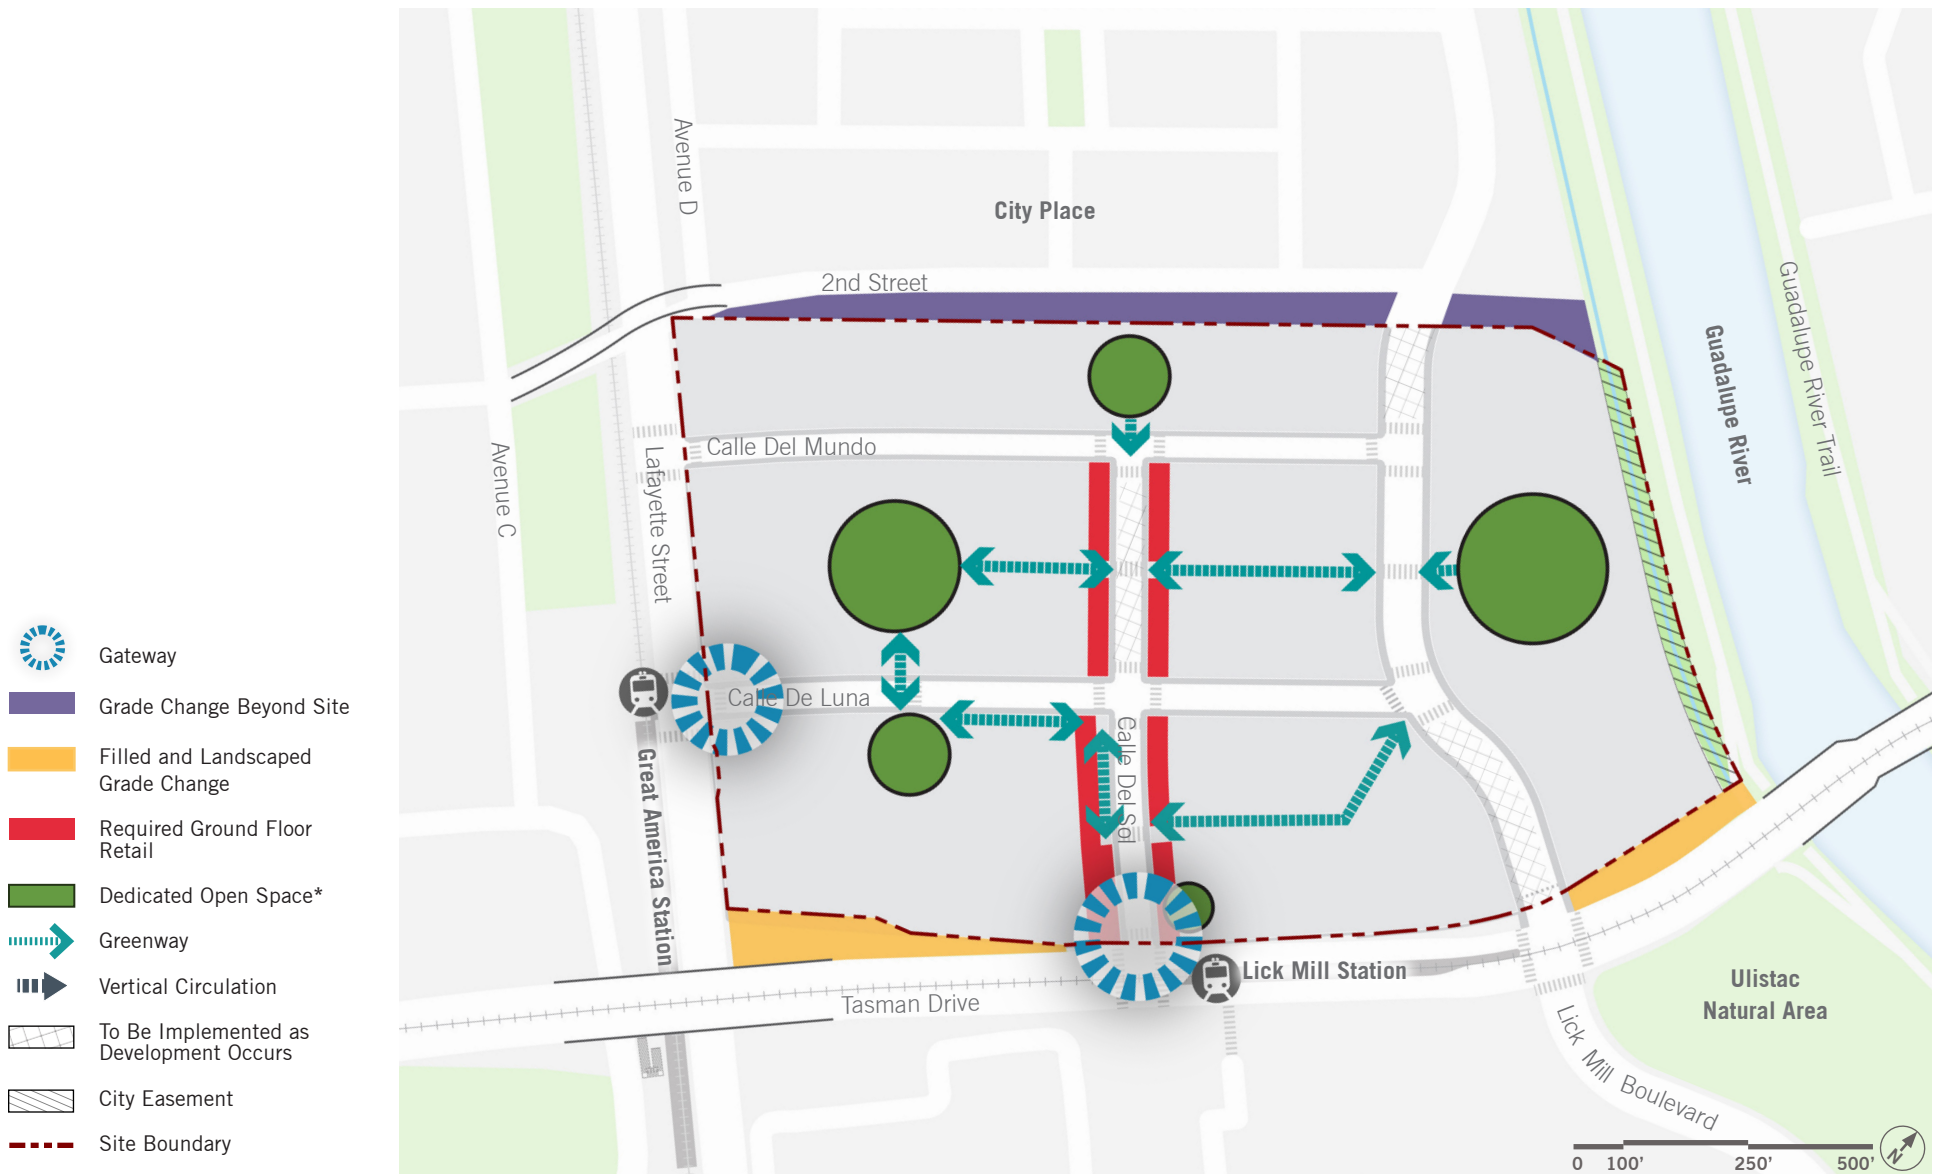 Avenue D
City Place
2nd Street
Guadalupe River Trail
Guadalupe River
Avenue C
Lafayette Street
Calle Del Mundo
Calle De Luna
Calle Del Sol
Great America Station
Lick Mill Station
Tasman Drive
Ulistac
Natural Area
Lick Mill Boulevard
Gateway
Grade Change Beyond Site
Filled and Landscaped
Grade Change
Required Ground Floor
Retail
Dedicated Open Space*
Greenway
Vertical Circulation
To Be Implemented as
Development Occurs
City Easement
Site Boundary
0 100' 250' 500'
N